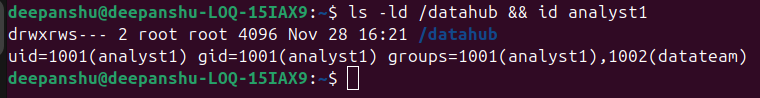 deepanshu@deepanshu-LOQ-15IAX9:~$ ls -ld /datahub && id analyst1
drwxrws--- 2 root root 4096 Nov 28 16:21 /datahub
uid=1001(analyst1) gid=1001(analyst1) groups=1001(analyst1),1002(datateam)
deepanshu@deepanshu-LOQ-15IAX9:~$